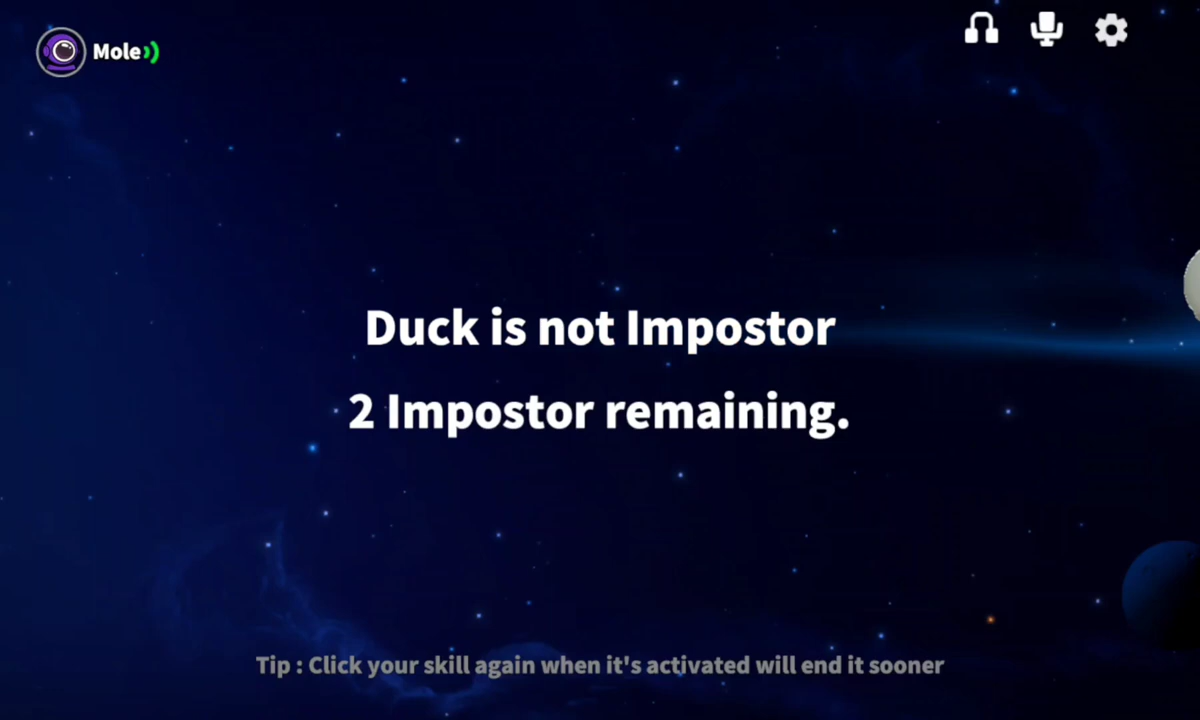 Mole
Duck is not Impostor
2 Impostor remaining.
Tip : Click your skill again when it's activated will end it sooner